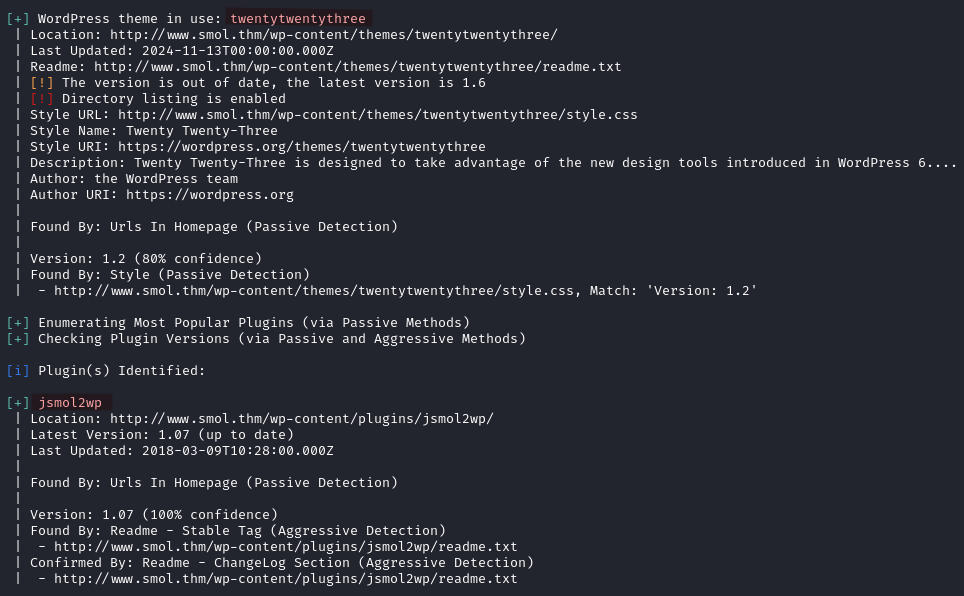 [+] WordPress theme in use: twentytwentythree
 | Location: http://www.smol.thm/wp-content/themes/twentytwentythree/
 | Last Updated: 2024-11-13T00:00:00.000Z
 | Readme: http://www.smol.thm/wp-content/themes/twentytwentythree/readme.txt
 | [!] The version is out of date, the latest version is 1.6
 | [!] Directory listing is enabled
 | Style URL: http://www.smol.thm/wp-content/themes/twentytwentythree/style.css
 | Style Name: Twenty Twenty-Three
 | Style URI: https://wordpress.org/themes/twentytwentythree
 | Description: Twenty Twenty-Three is designed to take advantage of the new design tools introduced in WordPress 6....
 | Author: the WordPress team
 | Author URI: https://wordpress.org
 |
 | Found By: Urls In Homepage (Passive Detection)
 |
 | Version: 1.2 (80% confidence)
 | Found By: Style (Passive Detection)
 |  - http://www.smol.thm/wp-content/themes/twentytwentythree/style.css, Match: 'Version: 1.2'

[+] Enumerating Most Popular Plugins (via Passive Methods)
[+] Checking Plugin Versions (via Passive and Aggressive Methods)

[i] Plugin(s) Identified:

[+] jsmol2wp
 | Location: http://www.smol.thm/wp-content/plugins/jsmol2wp/
 | Latest Version: 1.07 (up to date)
 | Last Updated: 2018-03-09T10:28:00.000Z
 |
 | Found By: Urls In Homepage (Passive Detection)
 |
 | Version: 1.07 (100% confidence)
 | Found By: Readme - Stable Tag (Aggressive Detection)
 |  - http://www.smol.thm/wp-content/plugins/jsmol2wp/readme.txt
 | Confirmed By: Readme - ChangeLog Section (Aggressive Detection)
 |  - http://www.smol.thm/wp-content/plugins/jsmol2wp/readme.txt